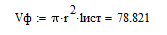 Vф := π·r²·lист = 78.821